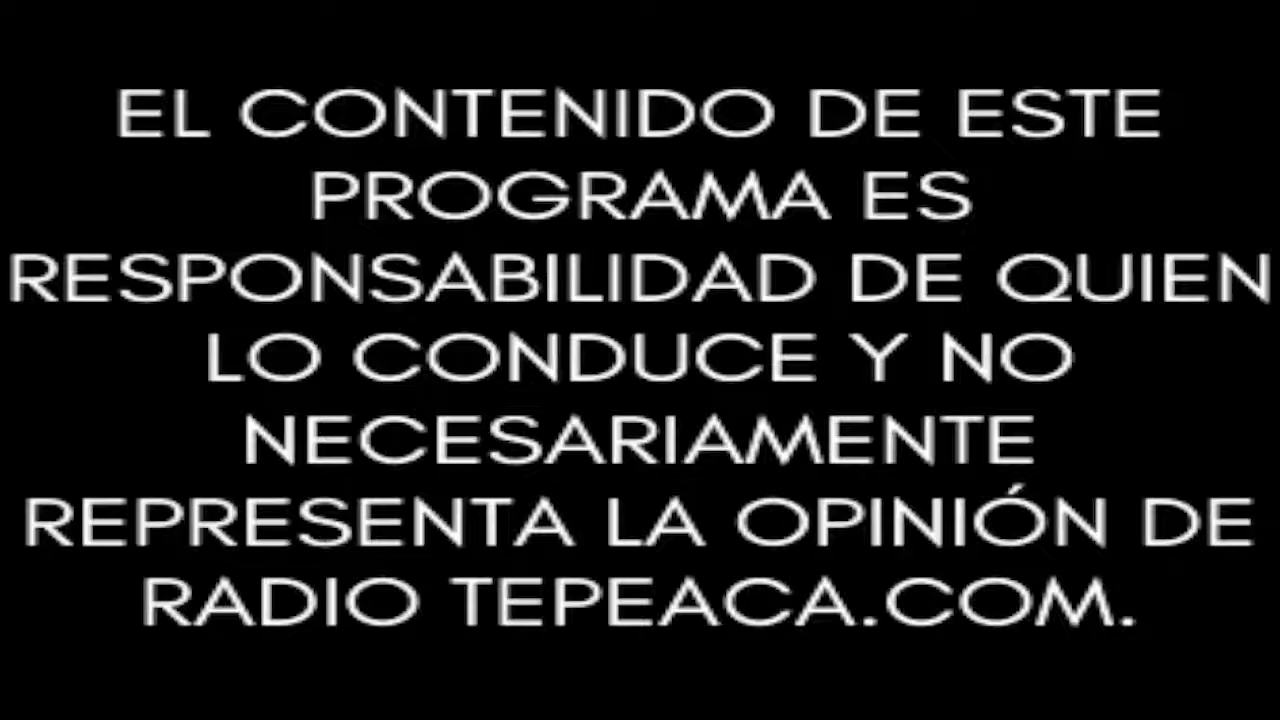 EL CONTENIDO DE ESTE
PROGRAMA ES
RESPONSABILIDAD DE QUIEN
LO CONDUCE Y NO
NECESARIAMENTE
REPRESENTA LA OPINIÓN DE
RADIO TEPEACA.COM.